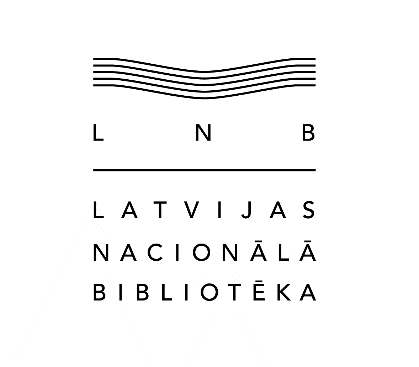 L N B
LATVIJAS
NACIONĀLĀ
BIBLIOTĒKA